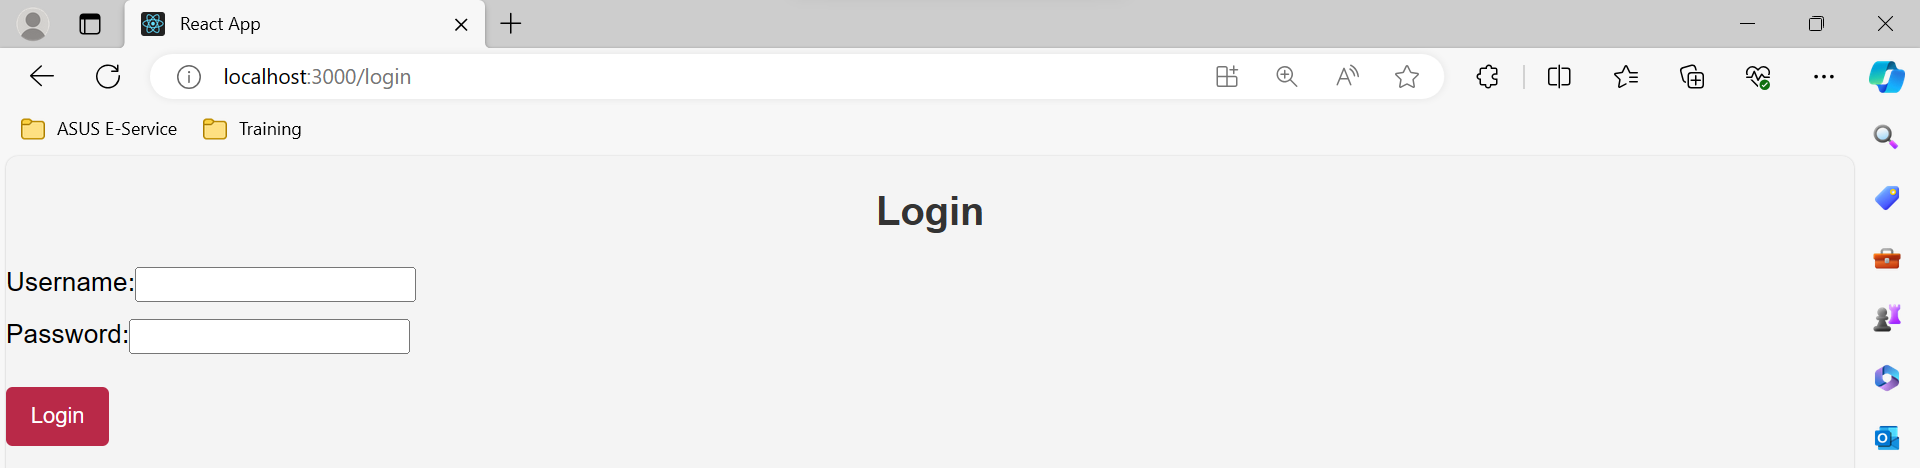 React App
localhost:3000/login
ASUS E-Service Training
Login
Username:
Password:
Login